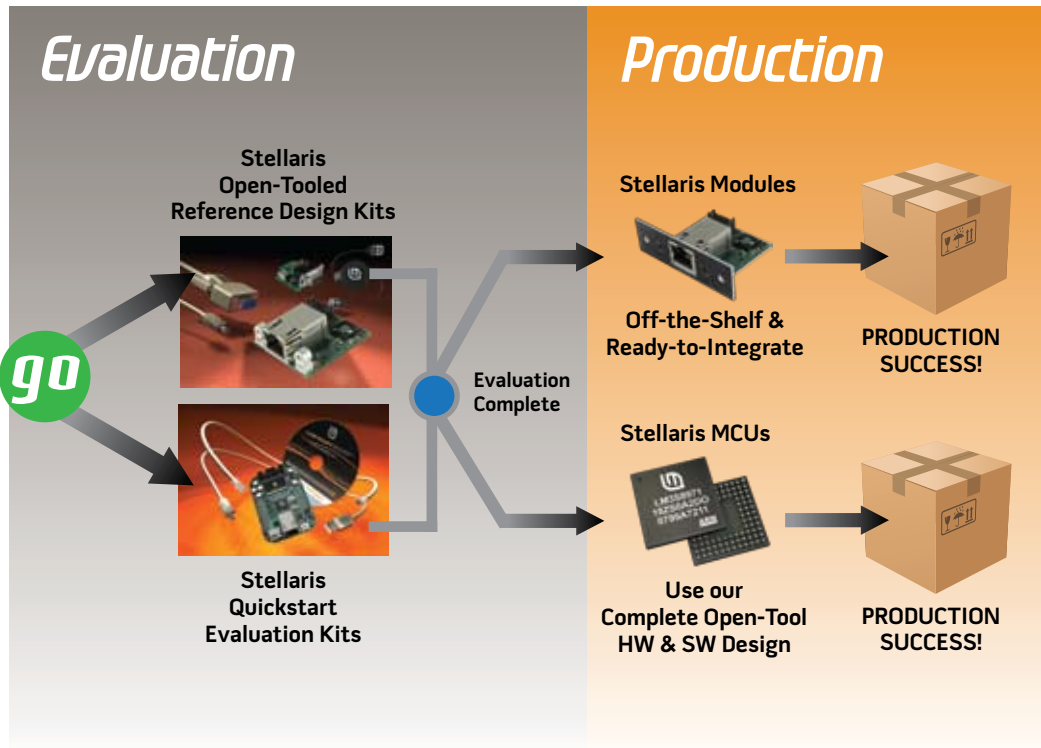 Evaluation
Production
Stellaris
Open-Tooled
Reference Design Kits
go
Stellaris
Quickstart
Evaluation Kits
Evaluation
Complete
Stellaris Modules
Off-the-Shelf &
Ready-to-Integrate
PRODUCTION
SUCCESS!
Stellaris MCUs
LM3S8971
Use our
Complete Open-Tool
HW & SW Design
PRODUCTION
SUCCESS!